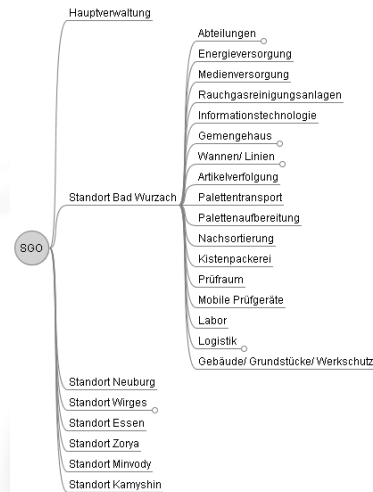 Hauptverwaltung
Abteilungen
Energieversorgung
Medienversorgung
Rauchgasreinigungsanlagen
Informationstechnologie
Gemengehaus
Wannen/ Linien
Artikelverfolgung
Standort Bad Wurzach
Palettentransport
Palettenaufbereitung
Nachsortierung
SGO
Kistenpackerei
Prüfraum
Mobile Prüfgeräte
Labor
Logistik
Gebäude/ Grundstücke/ Werkschutz
Standort Neuburg
Standort Wirges
Standort Essen
Standort Zorya
Standort Minvody
Standort Kamyshin